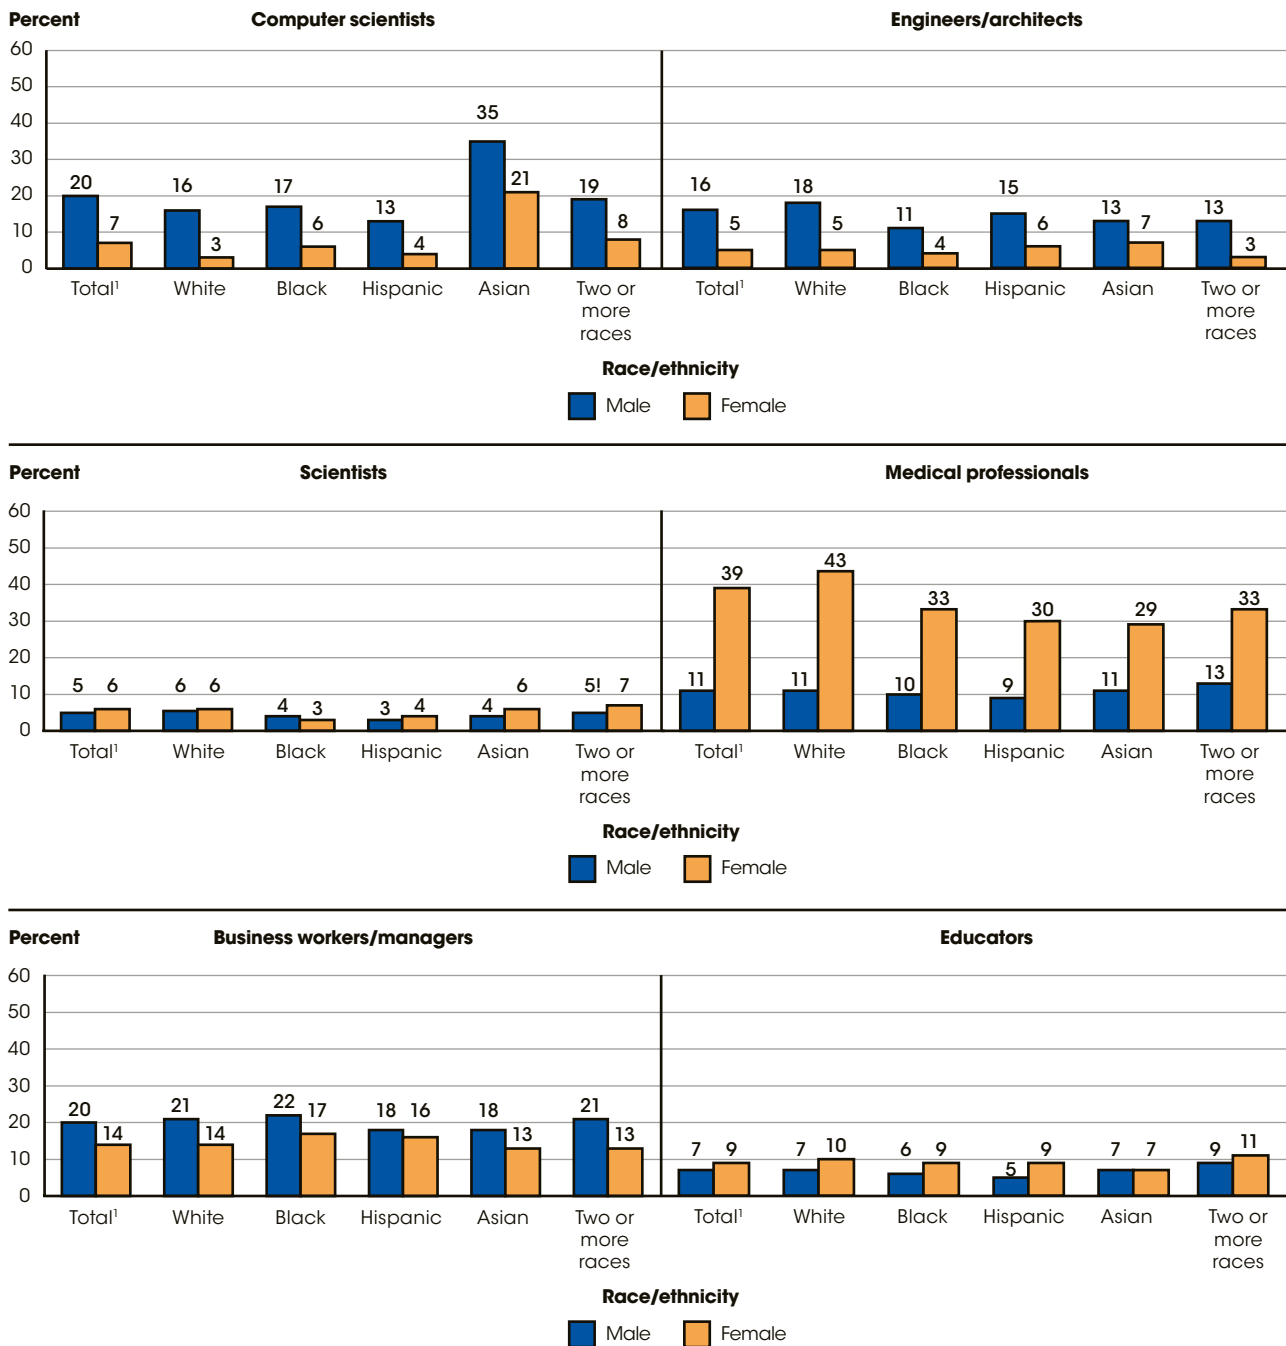 Percent Computer scientists Engineers/architects
60
50
40
30
20
10
0
20 7 16 3 17 6 13 4 35 21 19 8 16 5 18 5 11 4 15 6 13 7 13 3
Total¹ White Black Hispanic Asian Two or more races Total¹ White Black Hispanic Asian Two or more races
Race/ethnicity
Male Female
Percent Scientists Medical professionals
60
50
40
30
20
10
0
5 6 6 6 4 3 3 4 4 6 5! 7 11 39 11 43 10 33 9 30 11 29 13 33
Total¹ White Black Hispanic Asian Two or more races Total¹ White Black Hispanic Asian Two or more races
Race/ethnicity
Male Female
Percent Business workers/managers Educators
60
50
40
30
20
10
0
20 14 21 14 22 17 18 16 18 13 21 13 7 9 7 10 6 9 5 9 7 7 9 11
Total¹ White Black Hispanic Asian Two or more races Total¹ White Black Hispanic Asian Two or more races
Race/ethnicity
Male Female